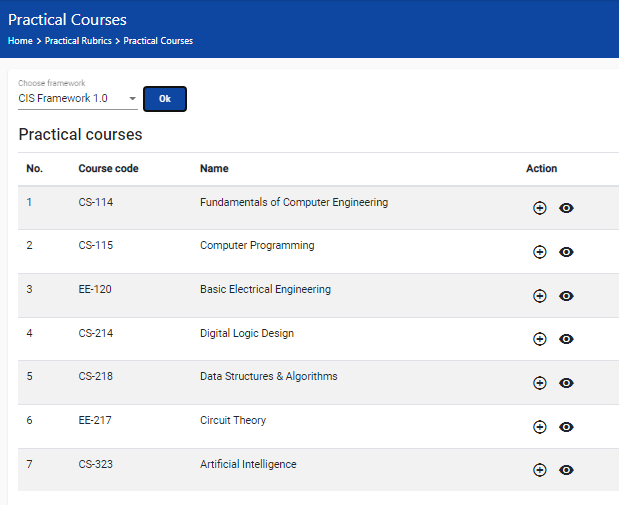 Practical Courses
Home > Practical Rubrics > Practical Courses
Choose framework
CIS Framework 1.0 Ok
Practical courses
No. Course code Name Action
1 CS-114 Fundamentals of Computer Engineering
2 CS-115 Computer Programming
3 EE-120 Basic Electrical Engineering
4 CS-214 Digital Logic Design
5 CS-218 Data Structures & Algorithms
6 EE-217 Circuit Theory
7 CS-323 Artificial Intelligence